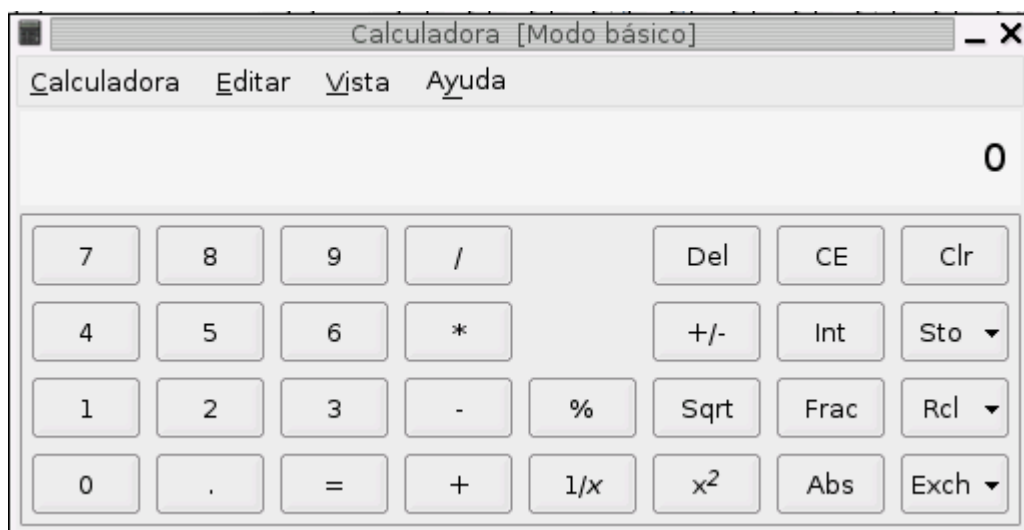 Calculadora [Modo básico]
Calculadora Editar Vista Ayuda
0
7 8 9 / Del CE Clr
4 5 6 * +/- Int Sto
1 2 3 - % Sqrt Frac Rcl
0 . = + 1/x x² Abs Exch